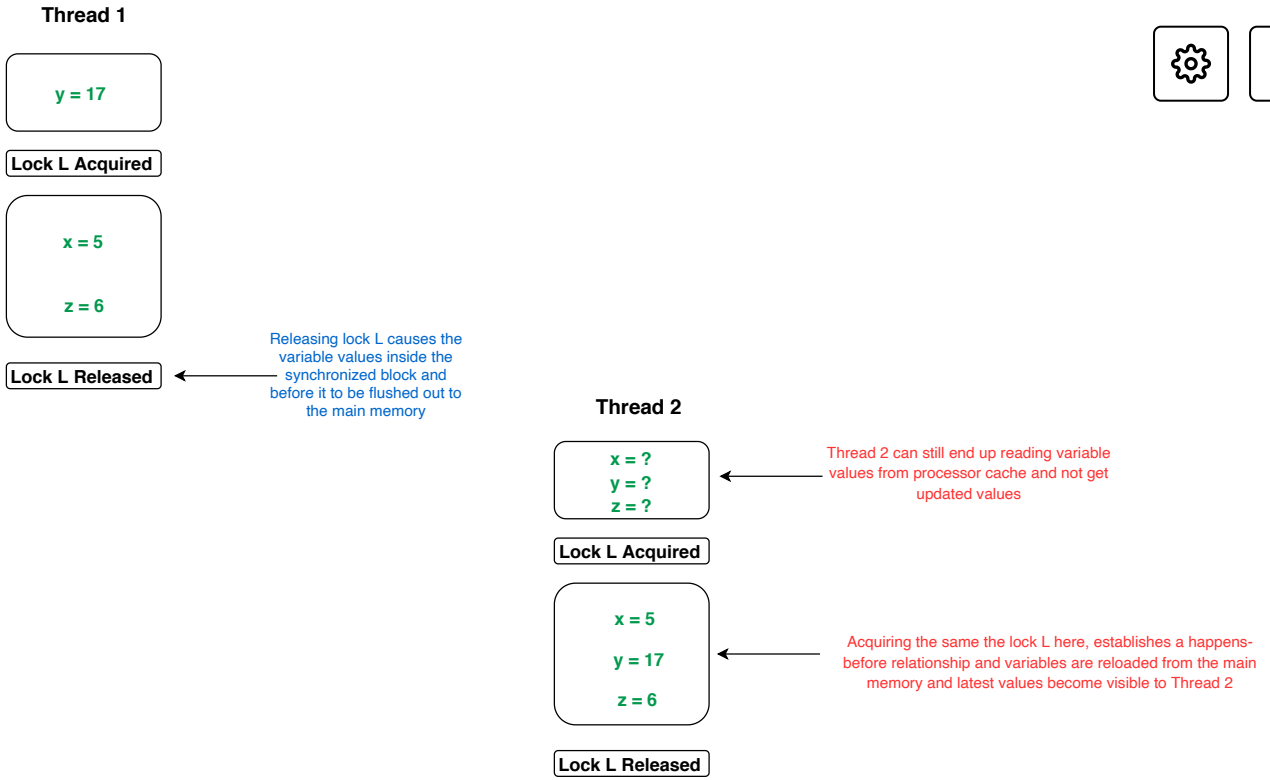 Thread 1
y = 17
Lock L Acquired
x = 5
z = 6
Lock L Released
Releasing lock L causes the
variable values inside the
synchronized block and
before it to be flushed out to
the main memory
Thread 2
x = ?
y = ?
z = ?
Thread 2 can still end up reading variable
values from processor cache and not get
updated values
Lock L Acquired
x = 5
y = 17
z = 6
Acquiring the same the lock L here, establishes a happens-
before relationship and variables are reloaded from the main
memory and latest values become visible to Thread 2
Lock L Released